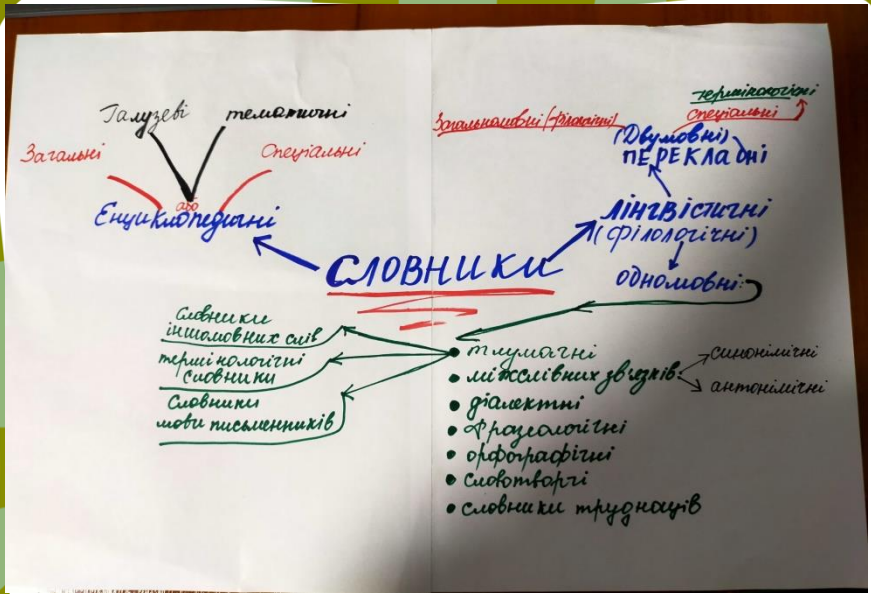 Галузеві
тематичні
Загальні
Спеціальні
або
Енциклопедичні
термінологічні
спеціальні
Загальномовні (філологічні)
(Двумовні)
ПЕРЕКЛАДНІ
ЛІНГВІСТИЧНІ
(філологічні)
одномовні:
СЛОВНИКИ
Словники
іншомовних слів
термінологічні
словники
Словники
мови письменників
• тлумачні
• міжслівних зв'язків
синонімічні
антонімічні
• діалектні
• фразеологічні
• орфографічні
• словотворчі
• словники труднощів